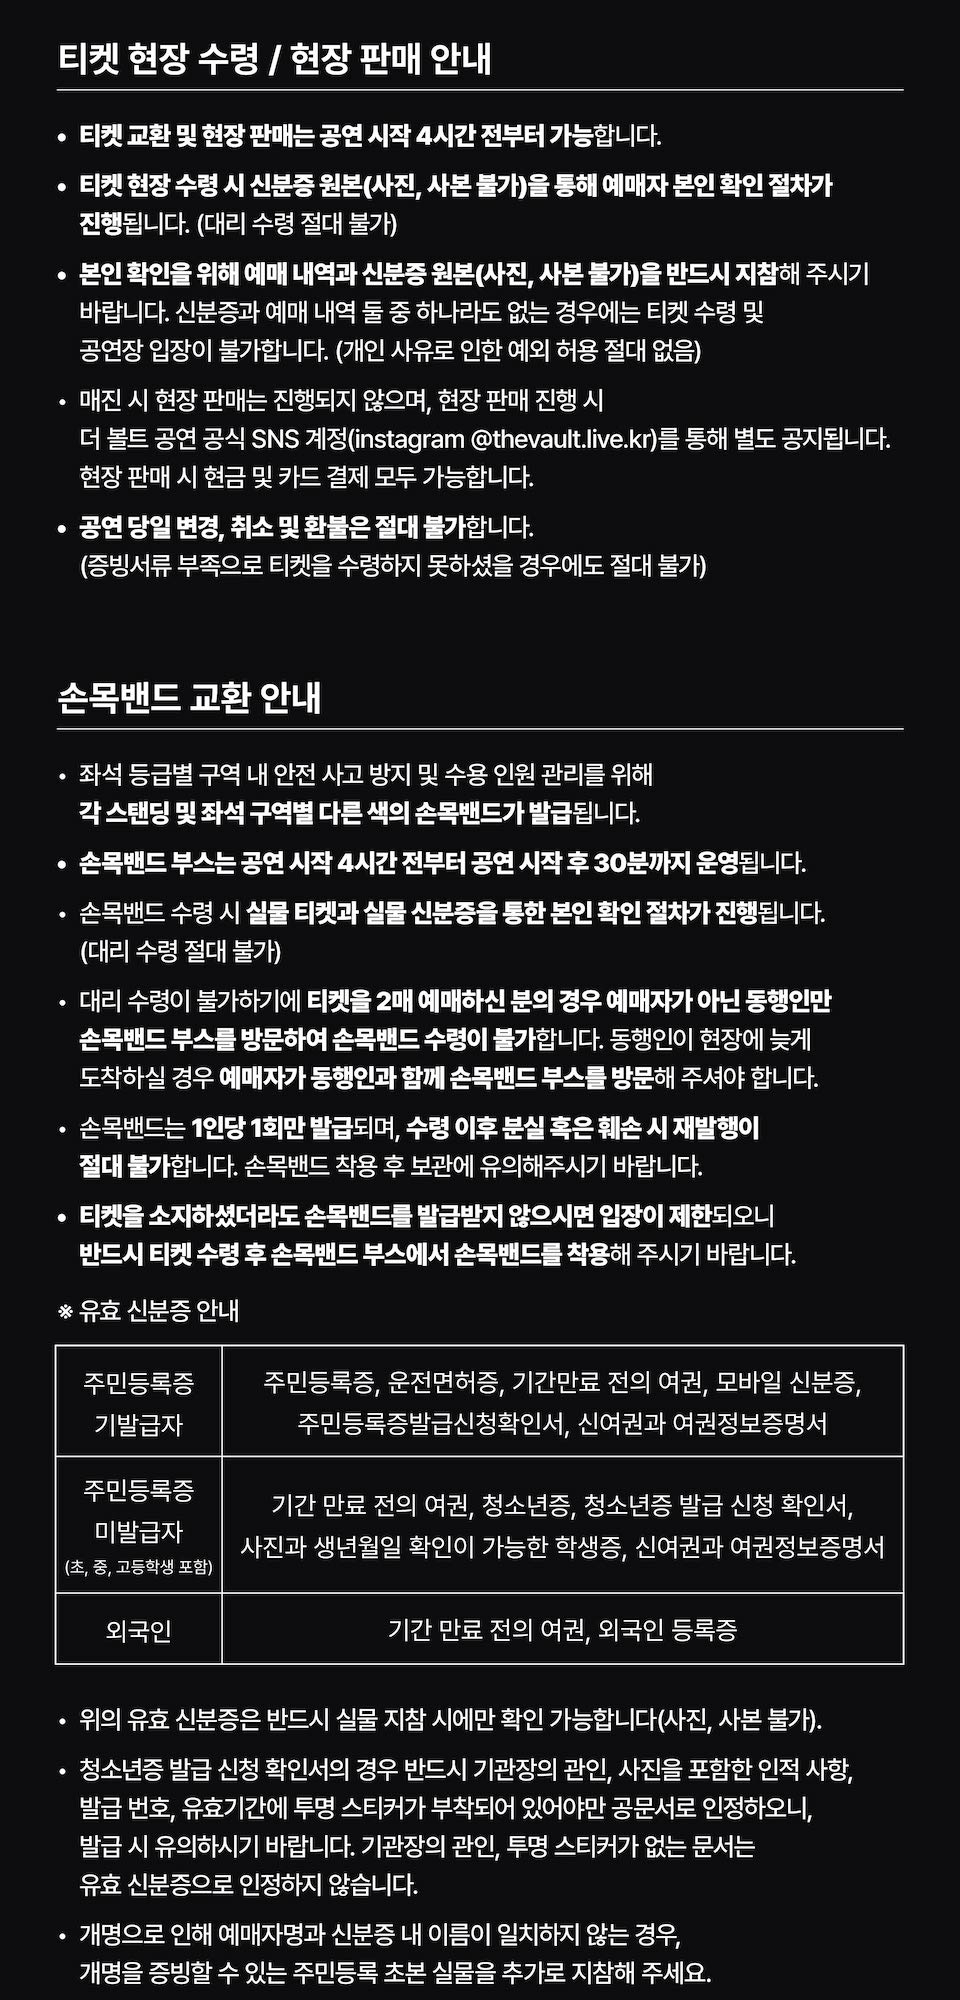 티켓 현장 수령 / 현장 판매 안내
• 티켓 교환 및 현장 판매는 공연 시작 4시간 전부터 가능합니다.
• 티켓 현장 수령 시 신분증 원본(사진, 사본 불가)을 통해 예매자 본인 확인 절차가
진행됩니다. (대리 수령 절대 불가)
• 본인 확인을 위해 예매 내역과 신분증 원본(사진, 사본 불가)을 반드시 지참해 주시기
바랍니다. 신분증과 예매 내역 둘 중 하나라도 없는 경우에는 티켓 수령 및
공연장 입장이 불가합니다. (개인 사유로 인한 예외 허용 절대 없음)
• 매진 시 현장 판매는 진행되지 않으며, 현장 판매 진행 시
더 볼트 공연 공식 SNS 계정(instagram @thevault.live.kr)를 통해 별도 공지됩니다.
현장 판매 시 현금 및 카드 결제 모두 가능합니다.
• 공연 당일 변경, 취소 및 환불은 절대 불가합니다.
(증빙서류 부족으로 티켓을 수령하지 못하셨을 경우에도 절대 불가)
손목밴드 교환 안내
• 좌석 등급별 구역 내 안전 사고 방지 및 수용 인원 관리를 위해
각 스탠딩 및 좌석 구역별 다른 색의 손목밴드가 발급됩니다.
• 손목밴드 부스는 공연 시작 4시간 전부터 공연 시작 후 30분까지 운영됩니다.
• 손목밴드 수령 시 실물 티켓과 실물 신분증을 통한 본인 확인 절차가 진행됩니다.
(대리 수령 절대 불가)
• 대리 수령이 불가하기에 티켓을 2매 예매하신 분의 경우 예매자가 아닌 동행인만
손목밴드 부스를 방문하여 손목밴드 수령이 불가합니다. 동행인이 현장에 늦게
도착하실 경우 예매자가 동행인과 함께 손목밴드 부스를 방문해 주셔야 합니다.
• 손목밴드는 1인당 1회만 발급되며, 수령 이후 분실 혹은 훼손 시 재발행이
절대 불가합니다. 손목밴드 착용 후 보관에 유의해주시기 바랍니다.
• 티켓을 소지하셨더라도 손목밴드를 발급받지 않으시면 입장이 제한되오니
반드시 티켓 수령 후 손목밴드 부스에서 손목밴드를 착용해 주시기 바랍니다.
※ 유효 신분증 안내
주민등록증
기발급자
주민등록증, 운전면허증, 기간만료 전의 여권, 모바일 신분증,
주민등록증발급신청확인서, 신여권과 여권정보증명서
주민등록증
미발급자
(초, 중, 고등학생 포함)
기간 만료 전의 여권, 청소년증, 청소년증 발급 신청 확인서,
사진과 생년월일 확인이 가능한 학생증, 신여권과 여권정보증명서
외국인
기간 만료 전의 여권, 외국인 등록증
• 위의 유효 신분증은 반드시 실물 지참 시에만 확인 가능합니다(사진, 사본 불가).
• 청소년증 발급 신청 확인서의 경우 반드시 기관장의 관인, 사진을 포함한 인적 사항,
발급 번호, 유효기간에 투명 스티커가 부착되어 있어야만 공문서로 인정하오니,
발급 시 유의하시기 바랍니다. 기관장의 관인, 투명 스티커가 없는 문서는
유효 신분증으로 인정하지 않습니다.
• 개명으로 인해 예매자명과 신분증 내 이름이 일치하지 않는 경우,
개명을 증빙할 수 있는 주민등록 초본 실물을 추가로 지참해 주세요.